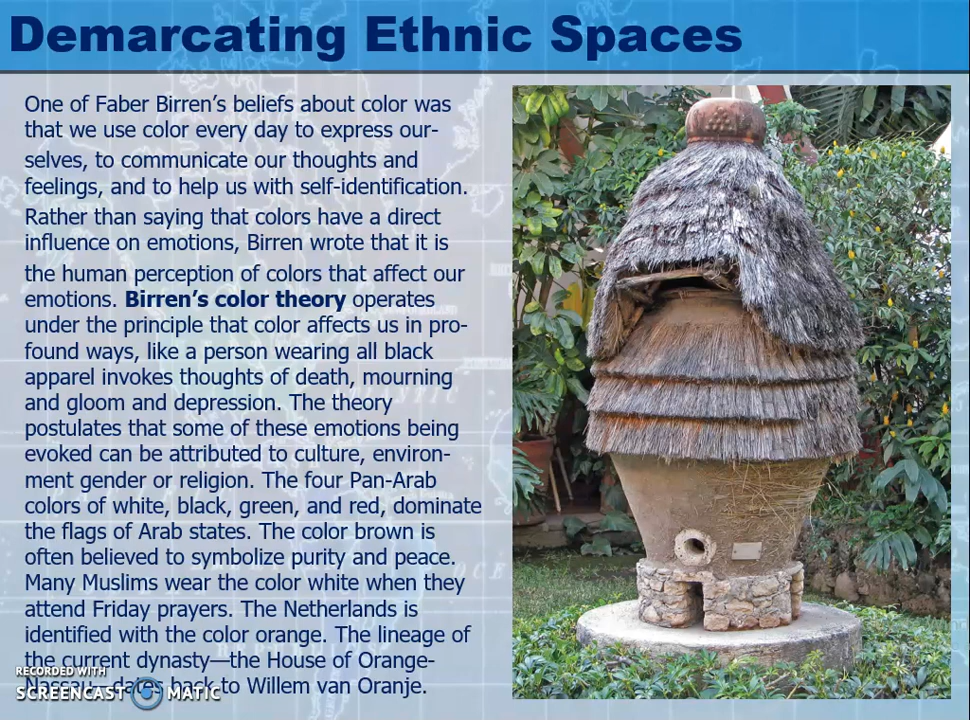 Demarcating Ethnic Spaces
One of Faber Birren's beliefs about color was
that we use color every day to express our-
selves, to communicate our thoughts and
feelings, and to help us with self-identification.
Rather than saying that colors have a direct
influence on emotions, Birren wrote that it is
the human perception of colors that affect our
emotions. Birren's color theory operates
under the principle that color affects us in pro-
found ways, like a person wearing all black
apparel invokes thoughts of death, mourning
and gloom and depression. The theory
postulates that some of these emotions being
evoked can be attributed to culture, environ-
ment gender or religion. The four Pan-Arab
colors of white, black, green, and red, dominate
the flags of Arab states. The color brown is
often believed to symbolize purity and peace.
Many Muslims wear the color white when they
attend Friday prayers. The Netherlands is
identified with the color orange. The lineage of
the current dynasty—the House of Orange-
Nassau—dates back to Willem van Oranje.
RECORDED WITH
SCREENCAST MATIC